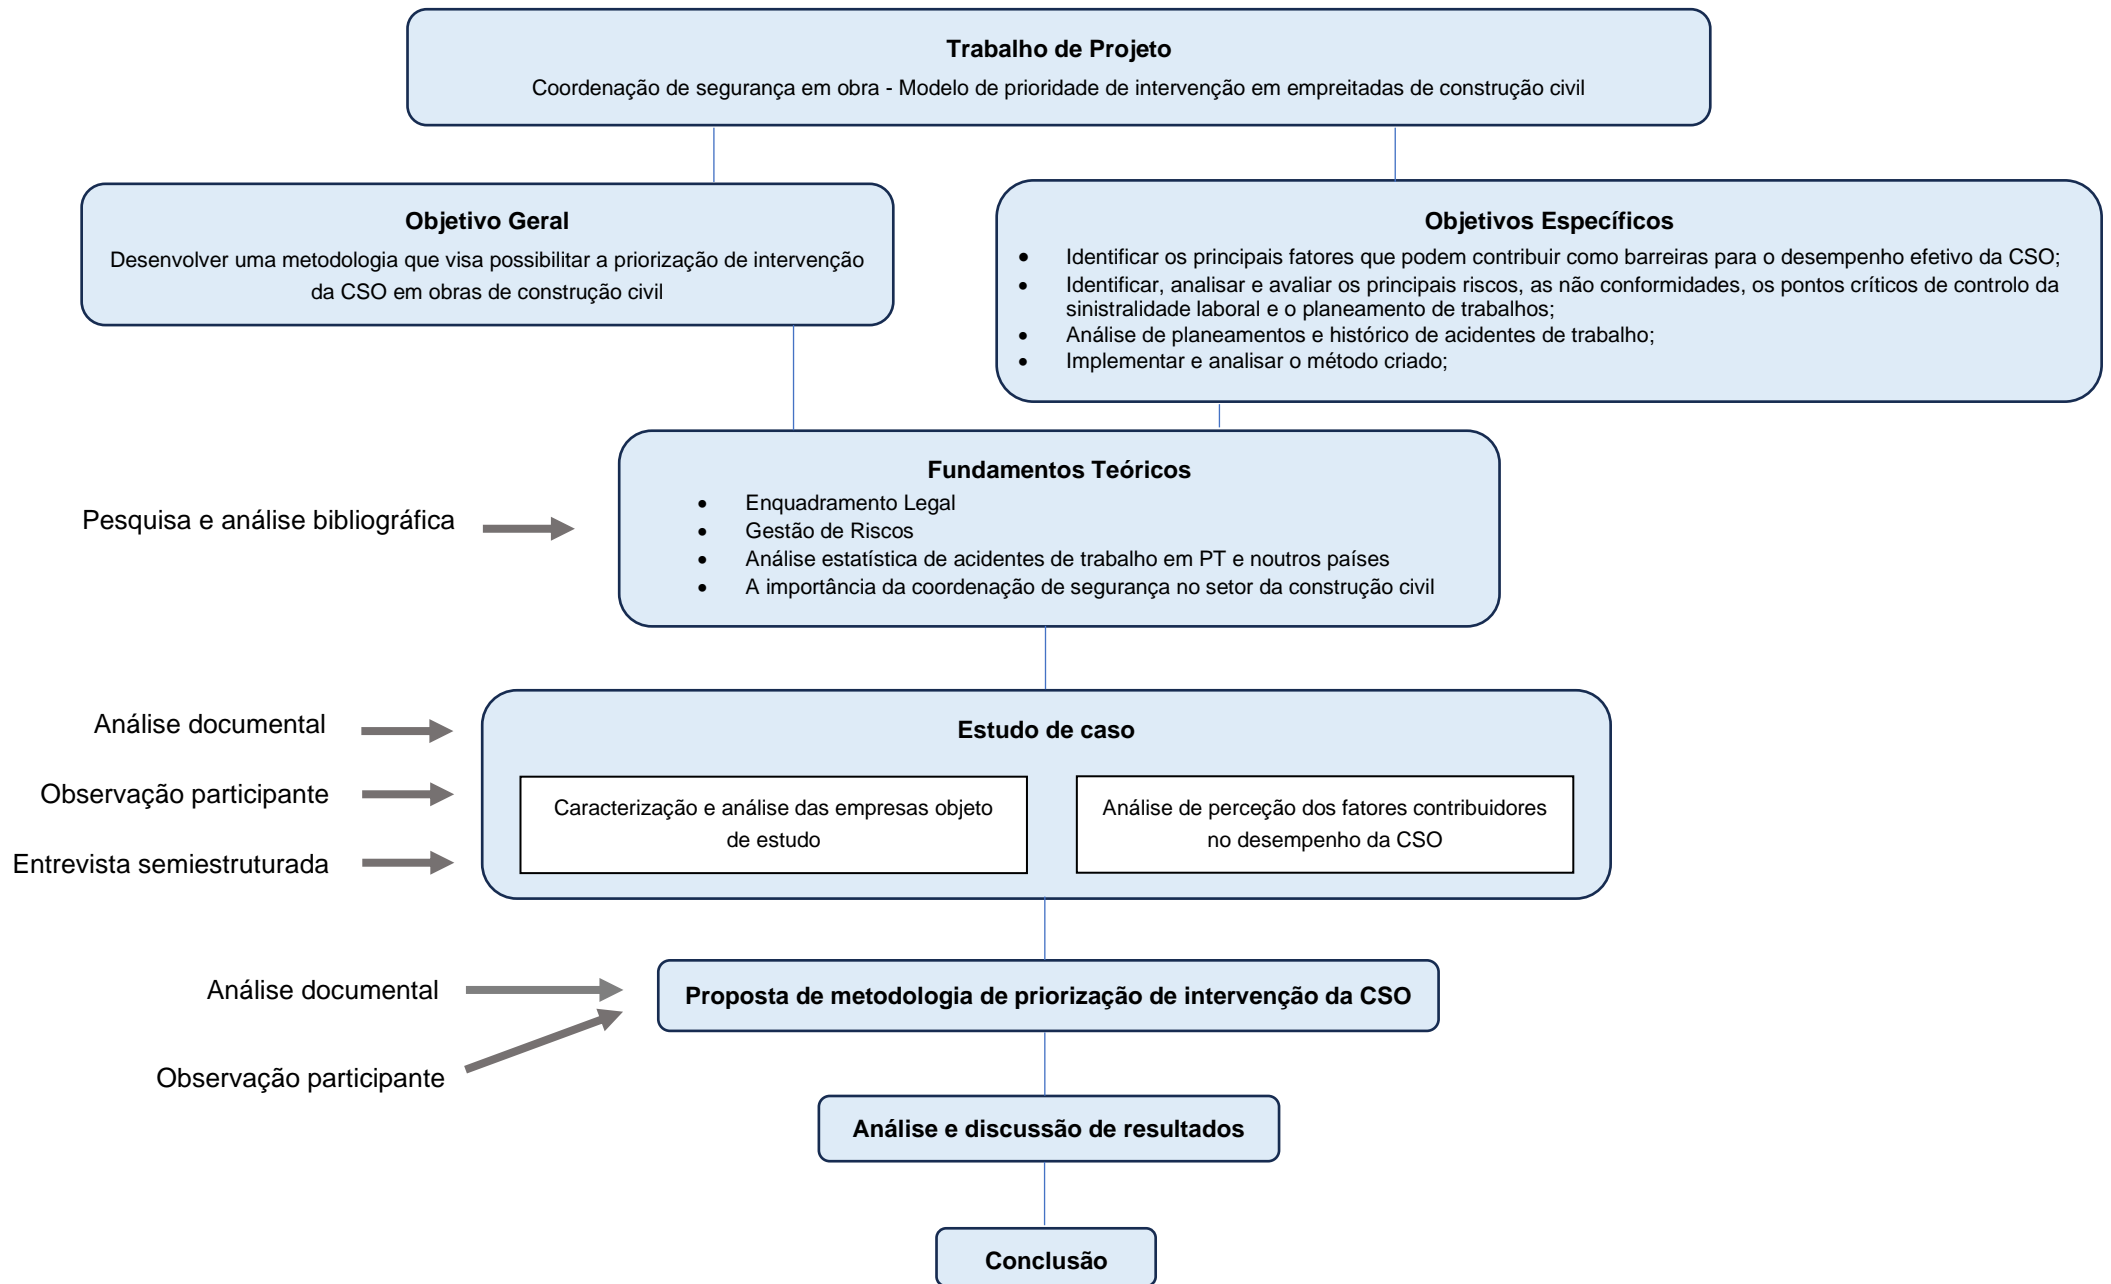 Trabalho de Projeto
Coordenação de segurança em obra - Modelo de prioridade de intervenção em empreitadas de construção civil
Objetivo Geral
Desenvolver uma metodologia que visa possibilitar a priorização de intervenção
da CSO em obras de construção civil
Objetivos Específicos
• Identificar os principais fatores que podem contribuir como barreiras para o desempenho efetivo da CSO;
• Identificar, analisar e avaliar os principais riscos, as não conformidades, os pontos críticos de controlo da
sinistralidade laboral e o planeamento de trabalhos;
• Análise de planeamentos e histórico de acidentes de trabalho;
• Implementar e analisar o método criado;
Pesquisa e análise bibliográfica
Fundamentos Teóricos
• Enquadramento Legal
• Gestão de Riscos
• Análise estatística de acidentes de trabalho em PT e noutros países
• A importância da coordenação de segurança no setor da construção civil
Análise documental
Observação participante
Entrevista semiestruturada
Estudo de caso
Caracterização e análise das empresas objeto
de estudo
Análise de perceção dos fatores contribuidores
no desempenho da CSO
Análise documental
Observação participante
Proposta de metodologia de priorização de intervenção da CSO
Análise e discussão de resultados
Conclusão